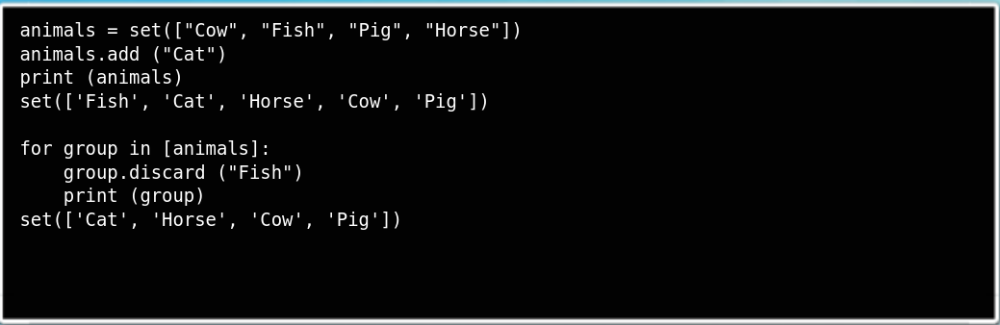 animals = set(["Cow", "Fish", "Pig", "Horse"])
animals.add ("Cat")
print (animals)
set(['Fish', 'Cat', 'Horse', 'Cow', 'Pig'])

for group in [animals]:
    group.discard ("Fish")
    print (group)
set(['Cat', 'Horse', 'Cow', 'Pig'])